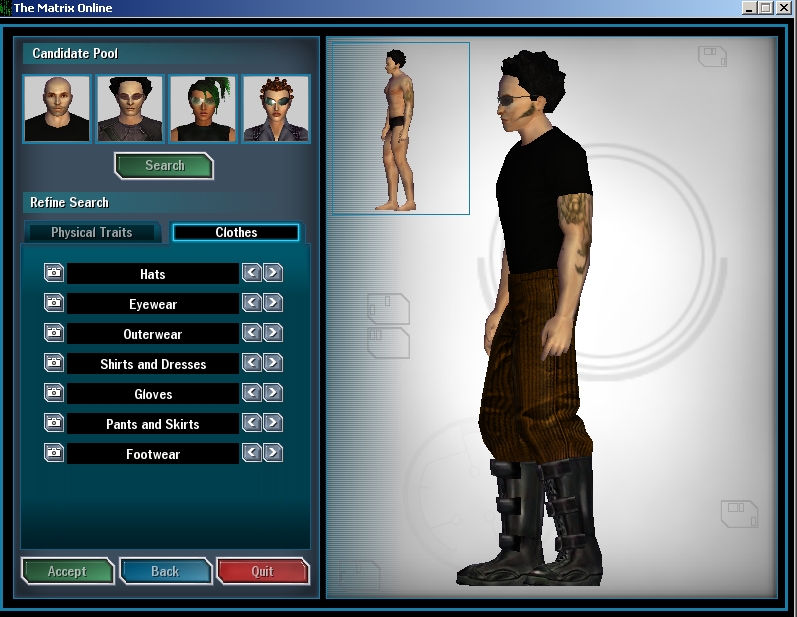 The Matrix Online
Candidate Pool
Search
Refine Search
Physical Traits
Clothes
Hats
Eyewear
Outerwear
Shirts and Dresses
Gloves
Pants and Skirts
Footwear
Accept
Back
Quit